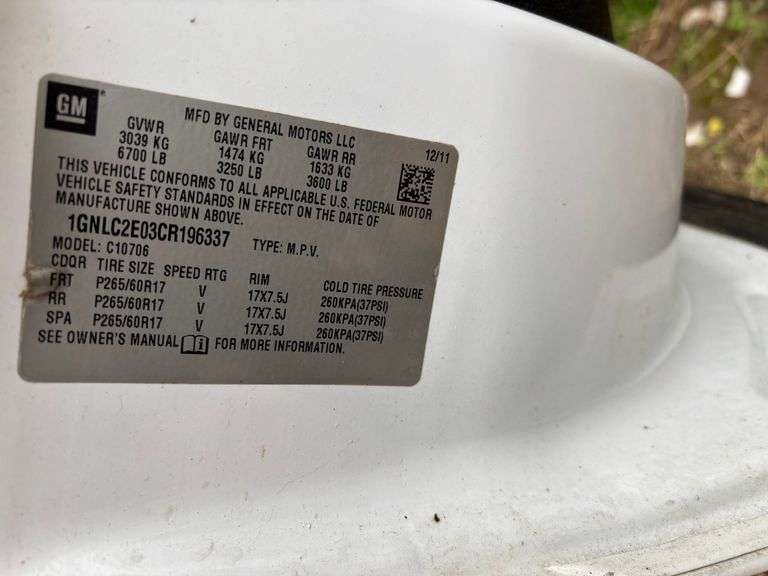 GM
MFD BY GENERAL MOTORS LLC
GVWR GAWR FRT GAWR RR 12/11
3039 KG 1474 KG 1633 KG
6700 LB 3250 LB 3600 LB
THIS VEHICLE CONFORMS TO ALL APPLICABLE U.S. FEDERAL MOTOR
VEHICLE SAFETY STANDARDS IN EFFECT ON THE DATE OF
MANUFACTURE SHOWN ABOVE.
1GNLC2E03CR196337 TYPE: M.P.V.
MODEL: C10706
CDQR TIRE SIZE SPEED RTG RIM COLD TIRE PRESSURE
FRT P265/60R17 V 17X7.5J 260KPA(37PSI)
RR P265/60R17 V 17X7.5J 260KPA(37PSI)
SPA P265/60R17 V 17X7.5J 260KPA(37PSI)
SEE OWNER'S MANUAL i FOR MORE INFORMATION.